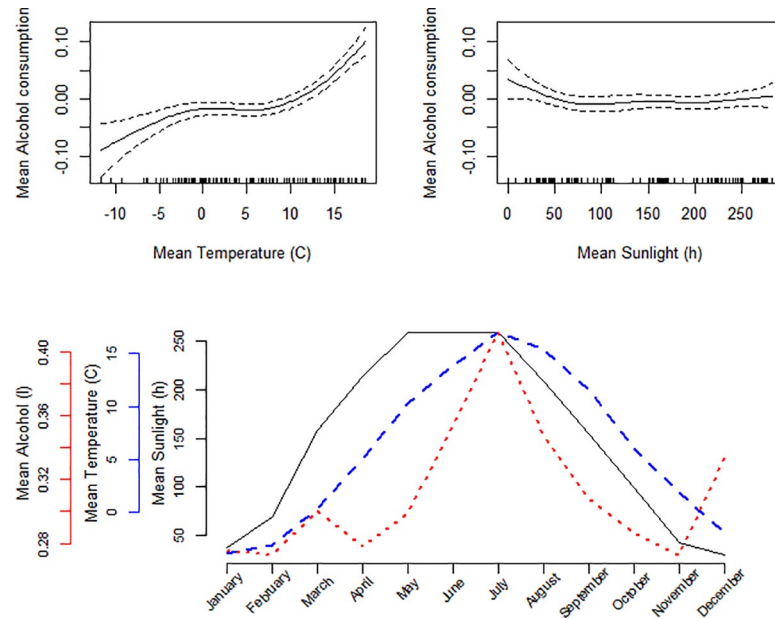 Mean Alcohol consumption
0.10
0.00
-0.10
-10 -5 0 5 10 15
Mean Temperature (C)
Mean Alcohol consumption
0.10
0.00
-0.10
0 50 100 150 200 250
Mean Sunlight (h)
Mean Alcohol (l)
0.40
0.36
0.32
0.28
Mean Temperature (C)
15
10
5
0
Mean Sunlight (h)
250
200
150
100
50
January February March April May June July August September October November December